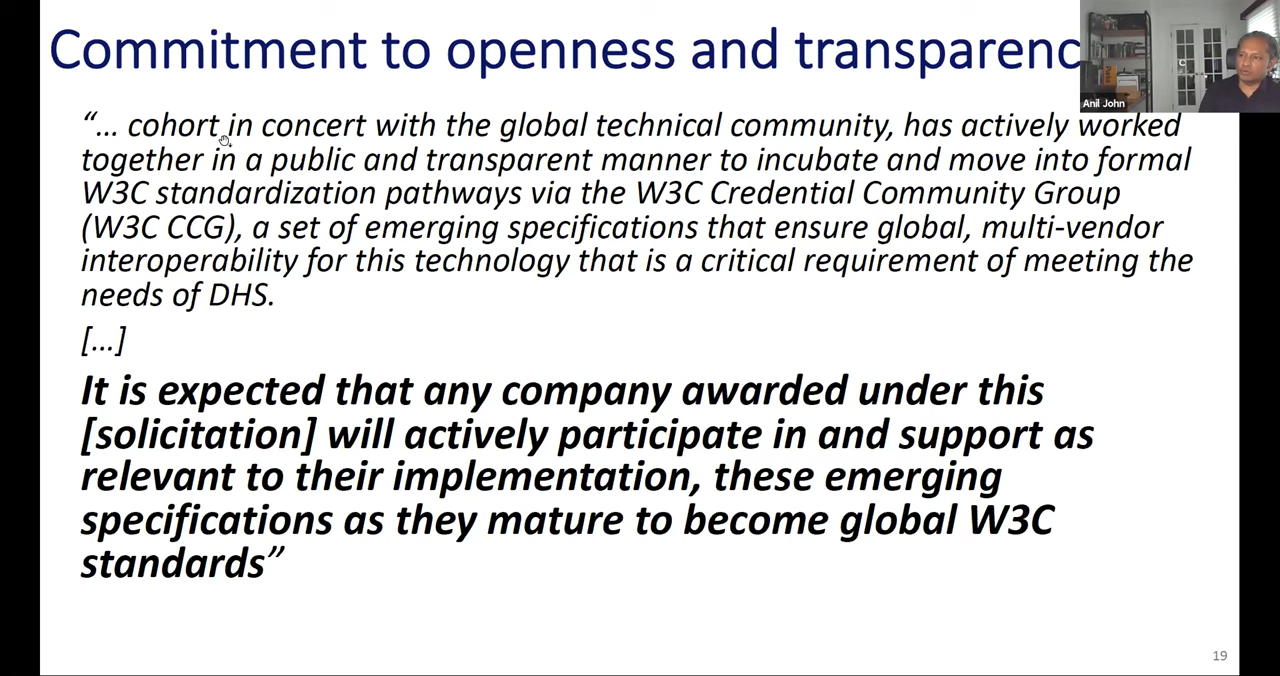 Commitment to openness and transparenc
Anil John
C
“... cohort in concert with the global technical community, has actively worked
together in a public and transparent manner to incubate and move into formal
W3C standardization pathways via the W3C Credential Community Group
(W3C CCG), a set of emerging specifications that ensure global, multi-vendor
interoperability for this technology that is a critical requirement of meeting the
needs of DHS.
[...]
It is expected that any company awarded under this
[solicitation] will actively participate in and support as
relevant to their implementation, these emerging
specifications as they mature to become global W3C
standards”
19